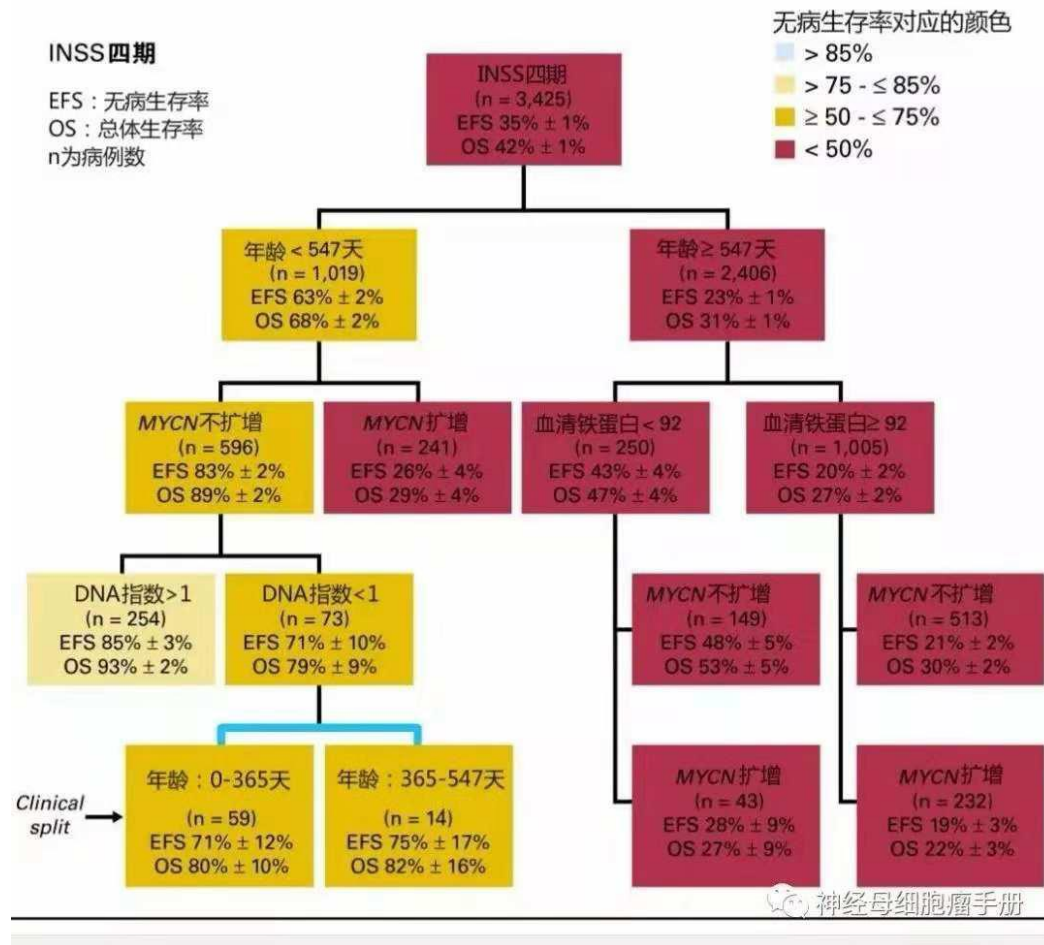 INSS四期
EFS：无病生存率
OS：总体生存率
n为病例数
无病生存率对应的颜色
> 85%
> 75 - ≤ 85%
≥ 50 - ≤ 75%
< 50%
INSS四期
(n = 3,425)
EFS 35% ± 1%
OS 42% ± 1%
年龄 < 547天
(n = 1,019)
EFS 63% ± 2%
OS 68% ± 2%
年龄 ≥ 547天
(n = 2,406)
EFS 23% ± 1%
OS 31% ± 1%
MYCN不扩增
(n = 596)
EFS 83% ± 2%
OS 89% ± 2%
MYCN扩增
(n = 241)
EFS 26% ± 4%
OS 29% ± 4%
血清铁蛋白 < 92
(n = 250)
EFS 43% ± 4%
OS 47% ± 4%
血清铁蛋白 ≥ 92
(n = 1,005)
EFS 20% ± 2%
OS 27% ± 2%
DNA指数>1
(n = 254)
EFS 85% ± 3%
OS 93% ± 2%
DNA指数<1
(n = 73)
EFS 71% ± 10%
OS 79% ± 9%
MYCN不扩增
(n = 149)
EFS 48% ± 5%
OS 53% ± 5%
MYCN不扩增
(n = 513)
EFS 21% ± 2%
OS 30% ± 2%
Clinical
split
年龄：0-365天
(n = 59)
EFS 71% ± 12%
OS 80% ± 10%
年龄：365-547天
(n = 14)
EFS 75% ± 17%
OS 82% ± 16%
MYCN扩增
(n = 43)
EFS 28% ± 9%
OS 27% ± 9%
MYCN扩增
(n = 232)
EFS 19% ± 3%
OS 22% ± 3%
神经母细胞瘤手册